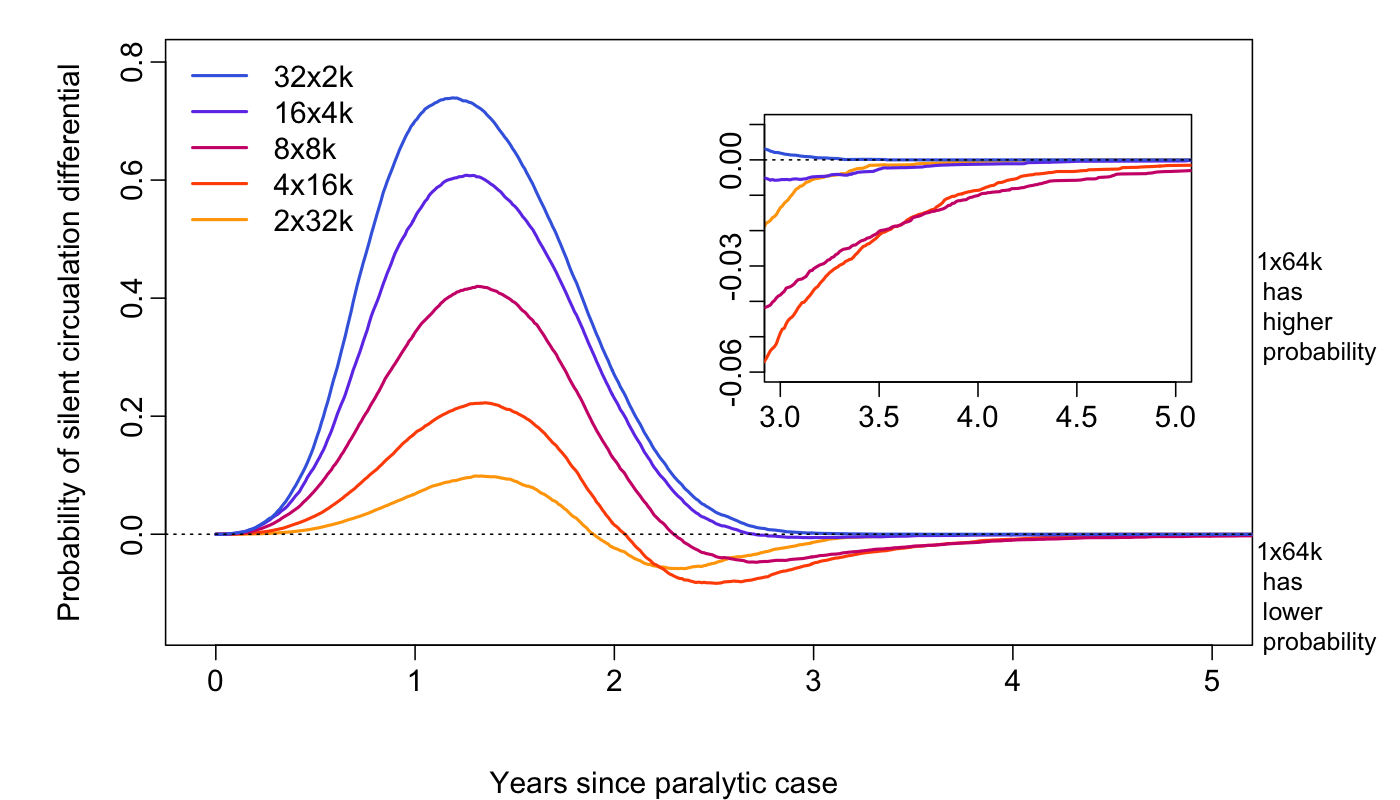 Probability of silent circualation differential
0.8
0.6
0.4
0.2
0.0
32x2k
16x4k
8x8k
4x16k
2x32k
0.00
-0.03
-0.06
3.0 3.5 4.0 4.5 5.0
1x64k
has
higher
probability
1x64k
has
lower
probability
0 1 2 3 4 5
Years since paralytic case